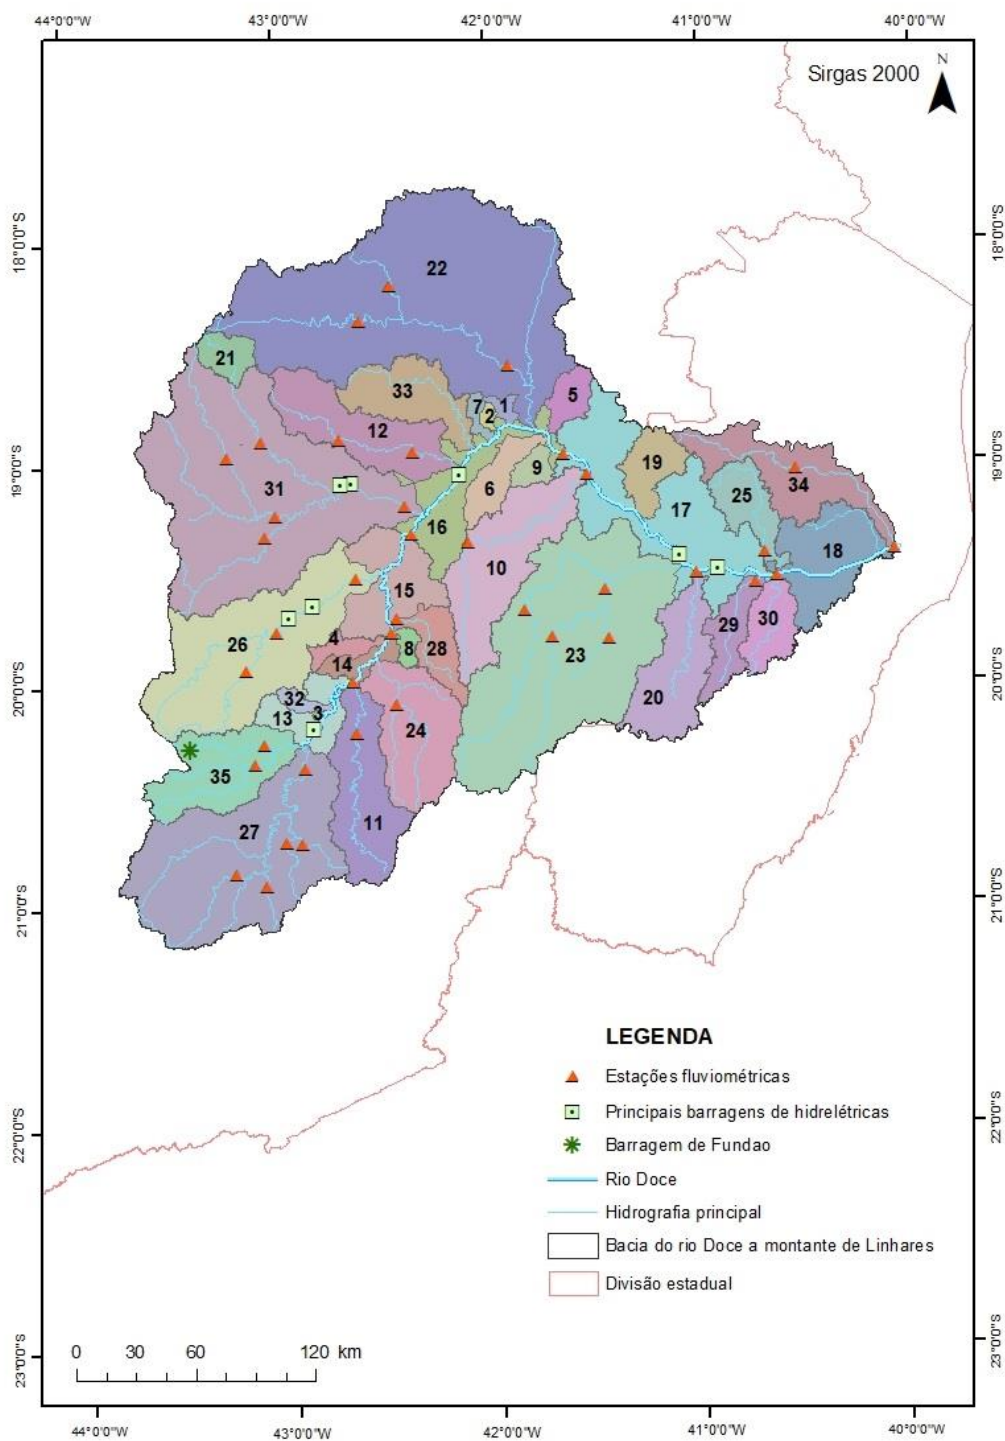 44°0'0"W 43°0'0"W 42°0'0"W 41°0'0"W 40°0'0"W
Sirgas 2000
N
18°0'0"S
18°0'0"S
22
21
33
5
7
1
2
12
19°0'0"S
19°0'0"S
31
9
19
6
25
34
17
16
18
10
15
26
4
8
28
29
30
14
23
20°0'0"S
20°0'0"S
32
13
3
20
24
35
27
11
21°0'0"S
21°0'0"S
LEGENDA
Estações fluviométricas
Principais barragens de hidrelétricas
Barragem de Fundao
Rio Doce
Hidrografia principal
Bacia do rio Doce a montante de Linhares
Divisão estadual
22°0'0"S
22°0'0"S
23°0'0"S
23°0'0"S
0 30 60 120 km
44°0'0"W 43°0'0"W 42°0'0"W 41°0'0"W 40°0'0"W